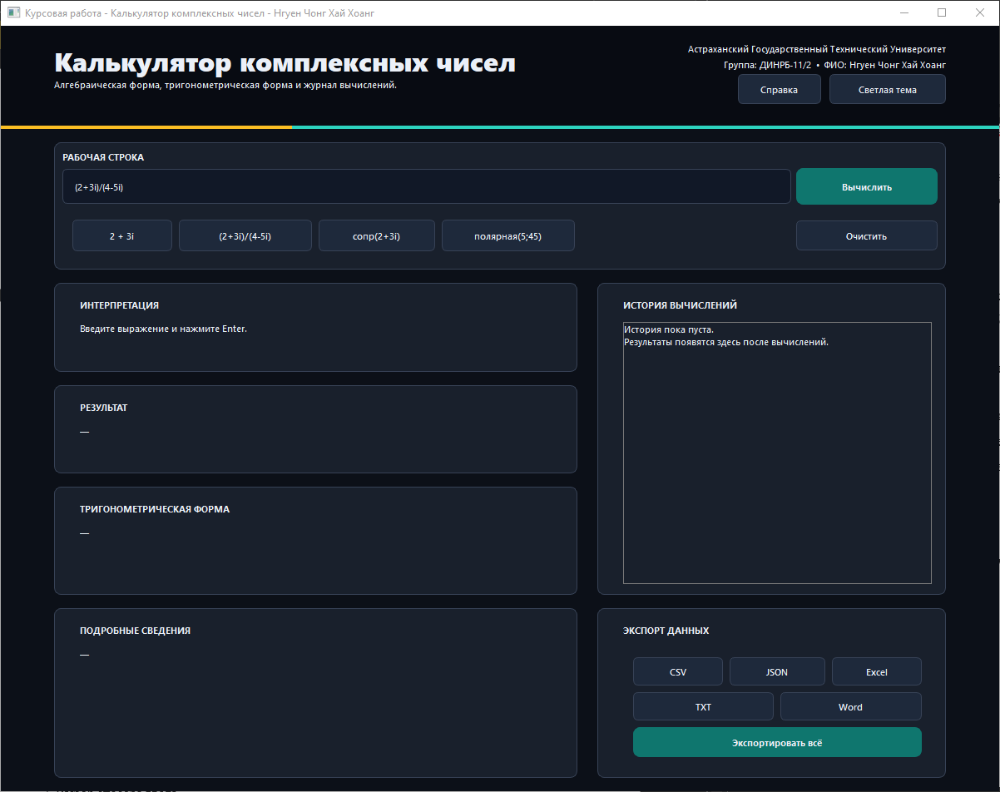 Курсовая работа - Калькулятор комплексных чисел - Нгуен Чонг Хай Хоанг
Калькулятор комплексных чисел
Алгебраическая форма, тригонометрическая форма и журнал вычислений.
Астраханский Государственный Технический Университет
Группа: ДИНРБ-11/2 • ФИО: Нгуен Чонг Хай Хоанг
Справка
Светлая тема
РАБОЧАЯ СТРОКА
(2+3i)/(4-5i)
Вычислить
2 + 3i
(2+3i)/(4-5i)
сопр(2+3i)
полярная(5;45)
Очистить
ИНТЕРПРЕТАЦИЯ
Введите выражение и нажмите Enter.
РЕЗУЛЬТАТ
—
ТРИГОНОМЕТРИЧЕСКАЯ ФОРМА
—
ПОДРОБНЫЕ СВЕДЕНИЯ
—
ИСТОРИЯ ВЫЧИСЛЕНИЙ
История пока пуста.
Результаты появятся здесь после вычислений.
ЭКСПОРТ ДАННЫХ
CSV
JSON
Excel
TXT
Word
Экспортировать всё